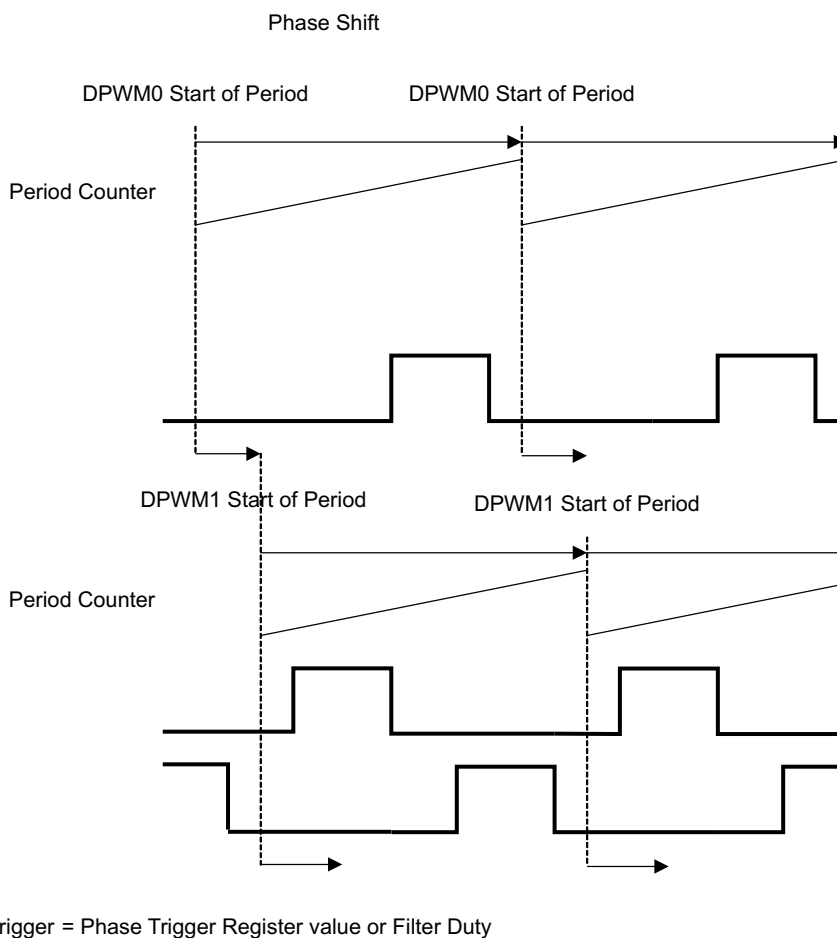 Phase Shift
DPWM0 Start of Period DPWM0 Start of Period
Period Counter
DPWM1 Start of Period DPWM1 Start of Period
Period Counter
rigger = Phase Trigger Register value or Filter Duty